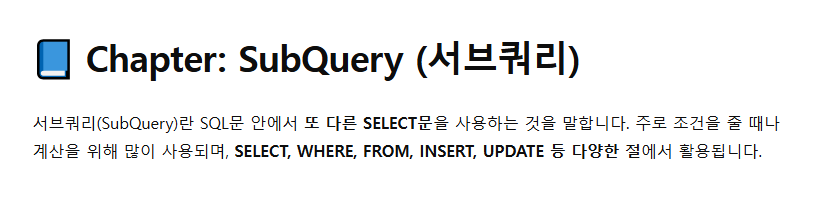 Chapter: SubQuery (서브쿼리)
서브쿼리(SubQuery)란 SQL문 안에서 또 다른 SELECT문을 사용하는 것을 말합니다. 주로 조건을 줄 때나
계산을 위해 많이 사용되며, SELECT, WHERE, FROM, INSERT, UPDATE 등 다양한 절에서 활용됩니다.